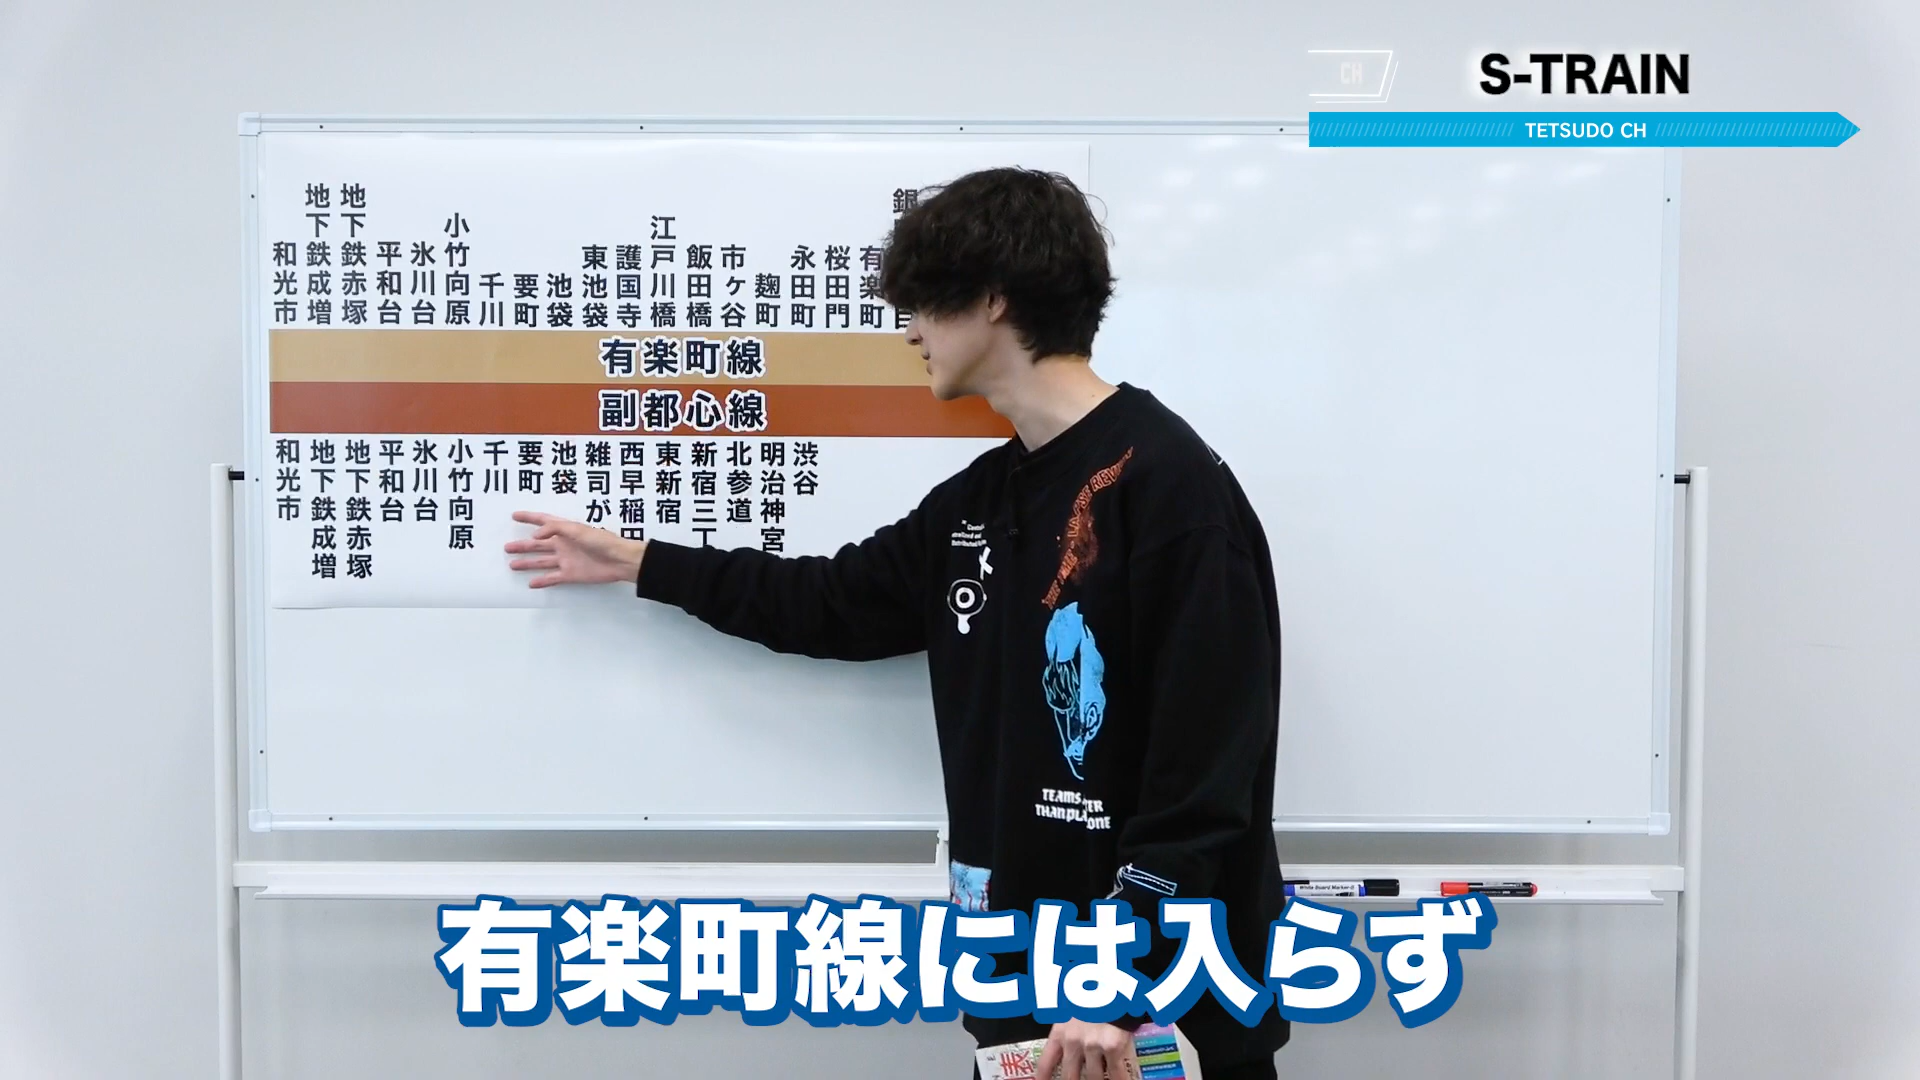 CH
S-TRAIN
TETSUDO CH
和光市
地下鉄成増
地下鉄赤塚
平和台
氷川台
小竹向原
千川
要町
池袋
東池袋
護国寺
江戸川橋
飯田橋
市ヶ谷
麹町
永田町
桜田門
有楽町
有楽町線
副都心線
和光市
地下鉄成増
地下鉄赤塚
平和台
氷川台
小竹向原
千川
要町
池袋
雑司が
西早稲田
東新宿
新宿三丁
北参道
明治神宮
渋谷
THAN
White Board Marker
有楽町線には入らず